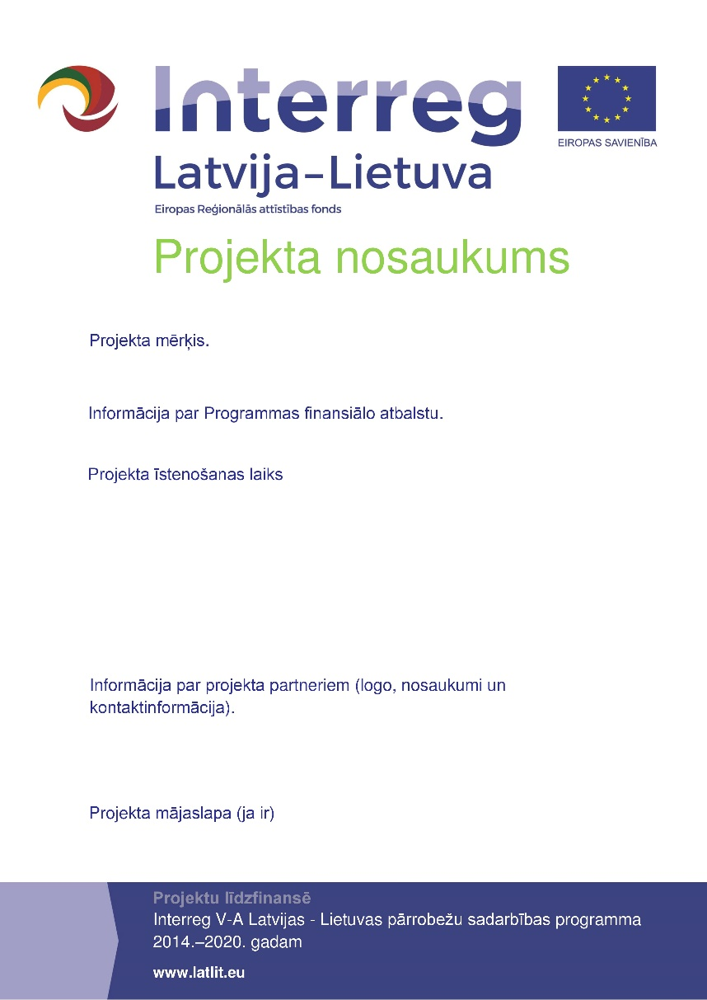 Interreg
EIROPAS SAVIENĪBA
Latvija–Lietuva
Eiropas Reģionālās attīstības fonds
Projekta nosaukums
Projekta mērķis.
Informācija par Programmas finansiālo atbalstu.
Projekta īstenošanas laiks
Informācija par projekta partneriem (logo, nosaukumi un
kontaktinformācija).
Projekta mājaslapa (ja ir)
Projektu līdzfinansē
Interreg V-A Latvijas - Lietuvas pārrobežu sadarbības programma
2014.–2020. gadam
www.latlit.eu